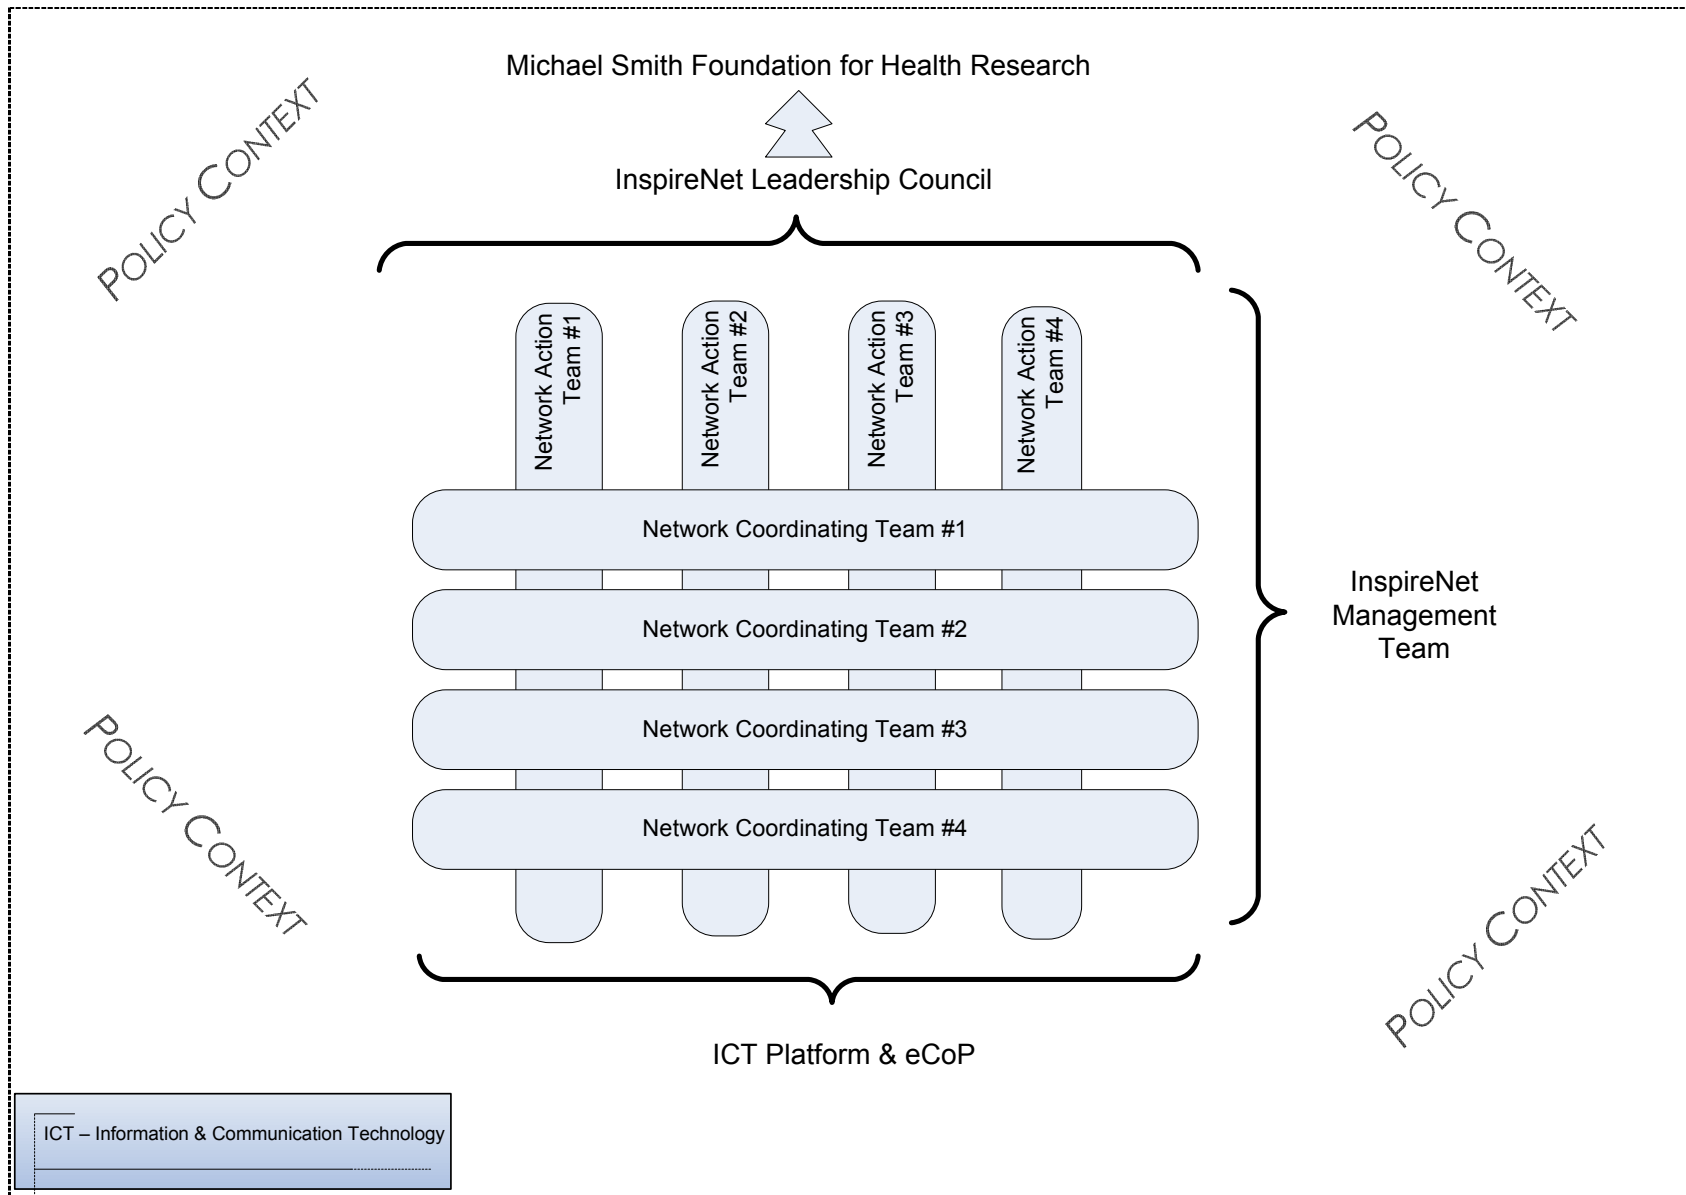 Michael Smith Foundation for Health Research
POLICY CONTEXT
POLICY CONTEXT
InspireNet Leadership Council
Network Action
Team #1
Network Action
Team #2
Network Action
Team #3
Network Action
Team #4
Network Coordinating Team #1
Network Coordinating Team #2
Network Coordinating Team #3
Network Coordinating Team #4
InspireNet
Management
Team
POLICY CONTEXT
POLICY CONTEXT
ICT Platform & eCoP
ICT – Information & Communication Technology